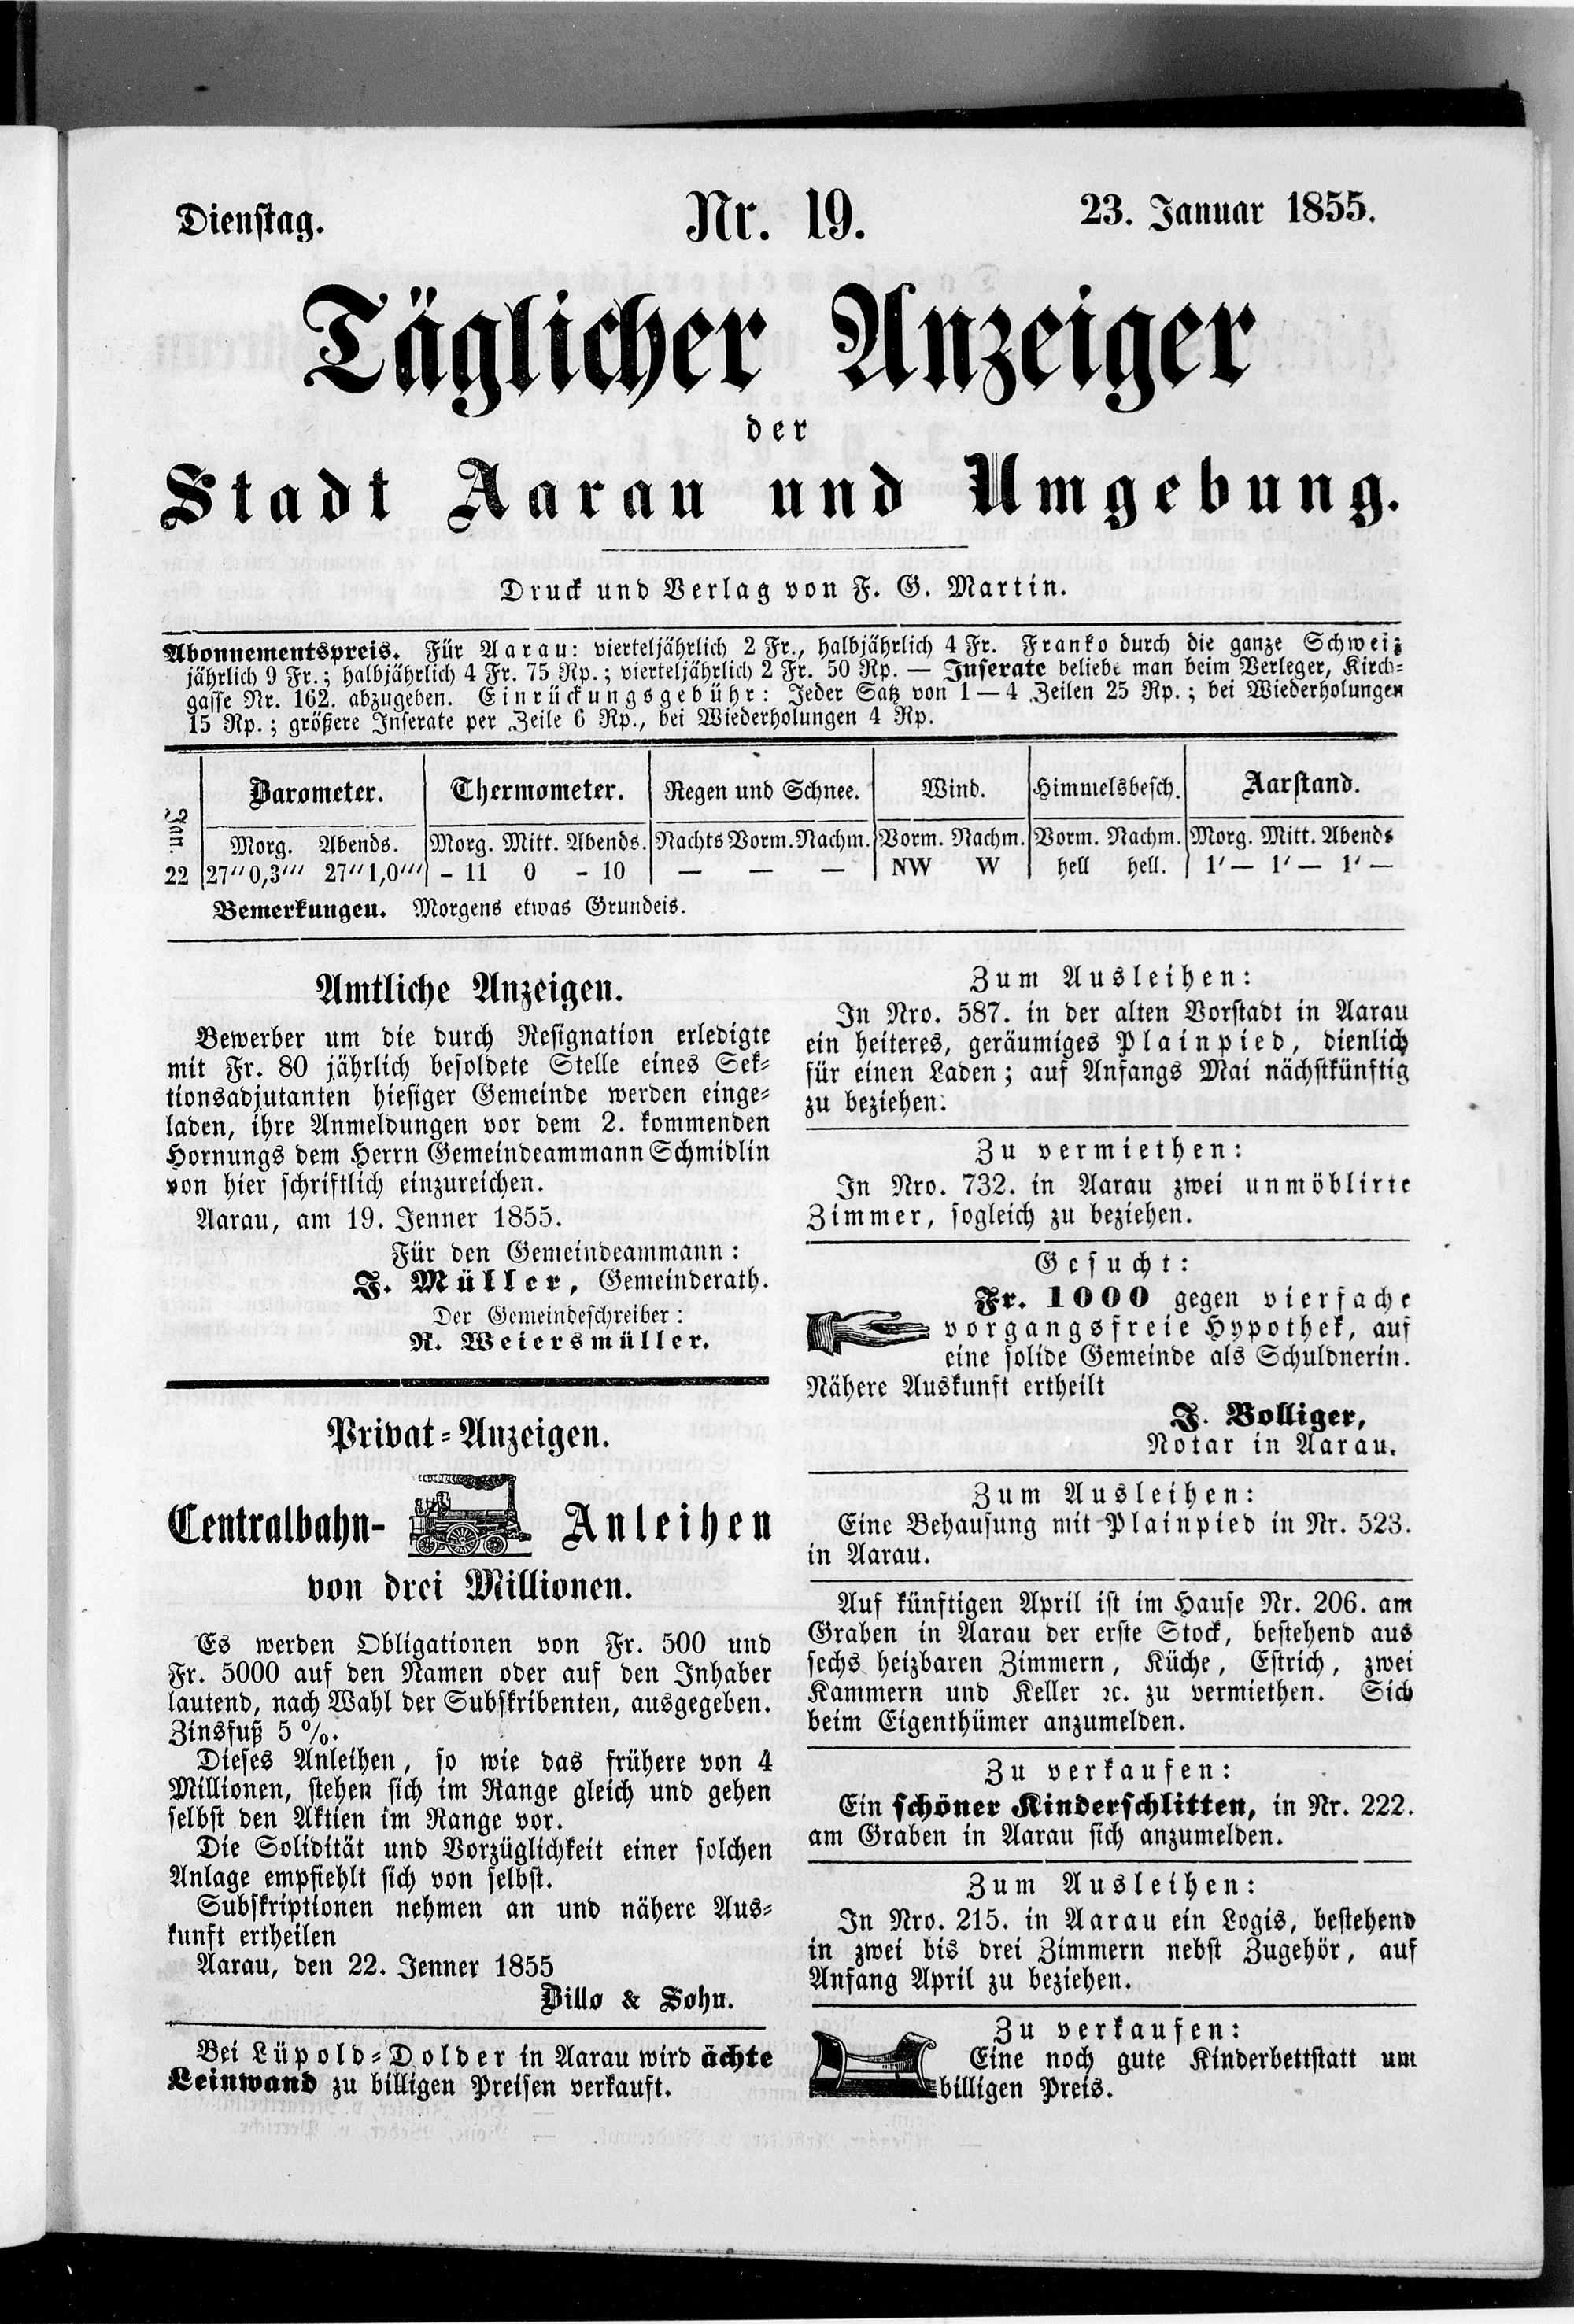 Dienstag.
Nr. 19.
23. Januar 1855.
Täglicher Anzeiger
der
Stadt Aarau und Umgebung.
Druck und Verlag von F. G. Martin.
Abonnementspreis. Für Aarau: vierteljährlich 2 Fr., halbjährlich 4 Fr. Franko durch die ganze Schweiz
jährlich 9 Fr.; halbjährlich 4 Fr. 75 Rp.; vierteljährlich 2 Fr. 50 Rp. — Inserate beliebe man beim Verleger, Kirch-
gasse Nr. 162. abzugeben. Einrückungsgebühr: Jeder Satz von 1 — 4 Zeilen 25 Rp.; bei Wiederholungen
15 Rp.; größere Inserate per Zeile 6 Rp., bei Wiederholungen 4 Rp.
Jan. Barometer. Thermometer. Regen und Schnee. Wind. Himmelsbesch. Aarstand.
Morg. Abends. Morg. Mitt. Abends. Nachts Vorm. Nachm. Vorm. Nachm. Vorm. Nachm. Morg. Mitt. Abends
22 27'' 0,3''' 27'' 1,0''' - 11 0 - 10 — — — NW W hell hell. 1' — 1' — 1' —
Bemerkungen. Morgens etwas Grundeis.
Amtliche Anzeigen.
Bewerber um die durch Resignation erledigte
mit Fr. 80 jährlich besoldete Stelle eines Sek-
tionsadjutanten hiesiger Gemeinde werden einge-
laden, ihre Anmeldungen vor dem 2. kommenden
Hornungs dem Herrn Gemeindeammann Schmidlin
von hier schriftlich einzureichen.
Aarau, am 19. Jenner 1855.
Für den Gemeindeammann:
J. Müller, Gemeinderath.
Der Gemeindeschreiber:
R. Weiersmüller.
Privat-Anzeigen.
Centralbahn- Anleihen
von drei Millionen.
Es werden Obligationen von Fr. 500 und
Fr. 5000 auf den Namen oder auf den Inhaber
lautend, nach Wahl der Subskribenten, ausgegeben.
Zinsfuß 5 %.
Dieses Anleihen, so wie das frühere von 4
Millionen, stehen sich im Range gleich und gehen
selbst den Aktien im Range vor.
Die Solidität und Vorzüglichkeit einer solchen
Anlage empfiehlt sich von selbst.
Subskriptionen nehmen an und nähere Aus-
kunft ertheilen
Aarau, den 22. Jenner 1855
Billo & Sohn.
Bei Lüpold-Dolder in Aarau wird ächte
Leinwand zu billigen Preisen verkauft.
Zum Ausleihen:
In Nro. 587. in der alten Vorstadt in Aarau
ein heiteres, geräumiges Plainpied, dienlich
für einen Laden; auf Anfangs Mai nächstkünftig
zu beziehen.
Zu vermiethen:
In Nro. 732. in Aarau zwei unmöblirte
Zimmer, sogleich zu beziehen.
Gesucht:
Fr. 1000 gegen vierfache
vorgangsfreie Hypothek, auf
eine solide Gemeinde als Schuldnerin.
Nähere Auskunft ertheilt
J. Bolliger,
Notar in Aarau.
Zum Ausleihen:
Eine Behausung mit Plainpied in Nr. 523.
in Aarau.
Auf künftigen April ist im Hause Nr. 206. am
Graben in Aarau der erste Stock, bestehend aus
sechs heizbaren Zimmern, Küche, Estrich, zwei
Kammern und Keller ꝛc. zu vermiethen. Sich
beim Eigenthümer anzumelden.
Zu verkaufen:
Ein schöner Kinderschlitten, in Nr. 222.
am Graben in Aarau sich anzumelden.
Zum Ausleihen:
In Nro. 215. in Aarau ein Logis, bestehend
in zwei bis drei Zimmern nebst Zugehör, auf
Anfang April zu beziehen.
Zu verkaufen:
Eine noch gute Kinderbettstatt um
billigen Preis.